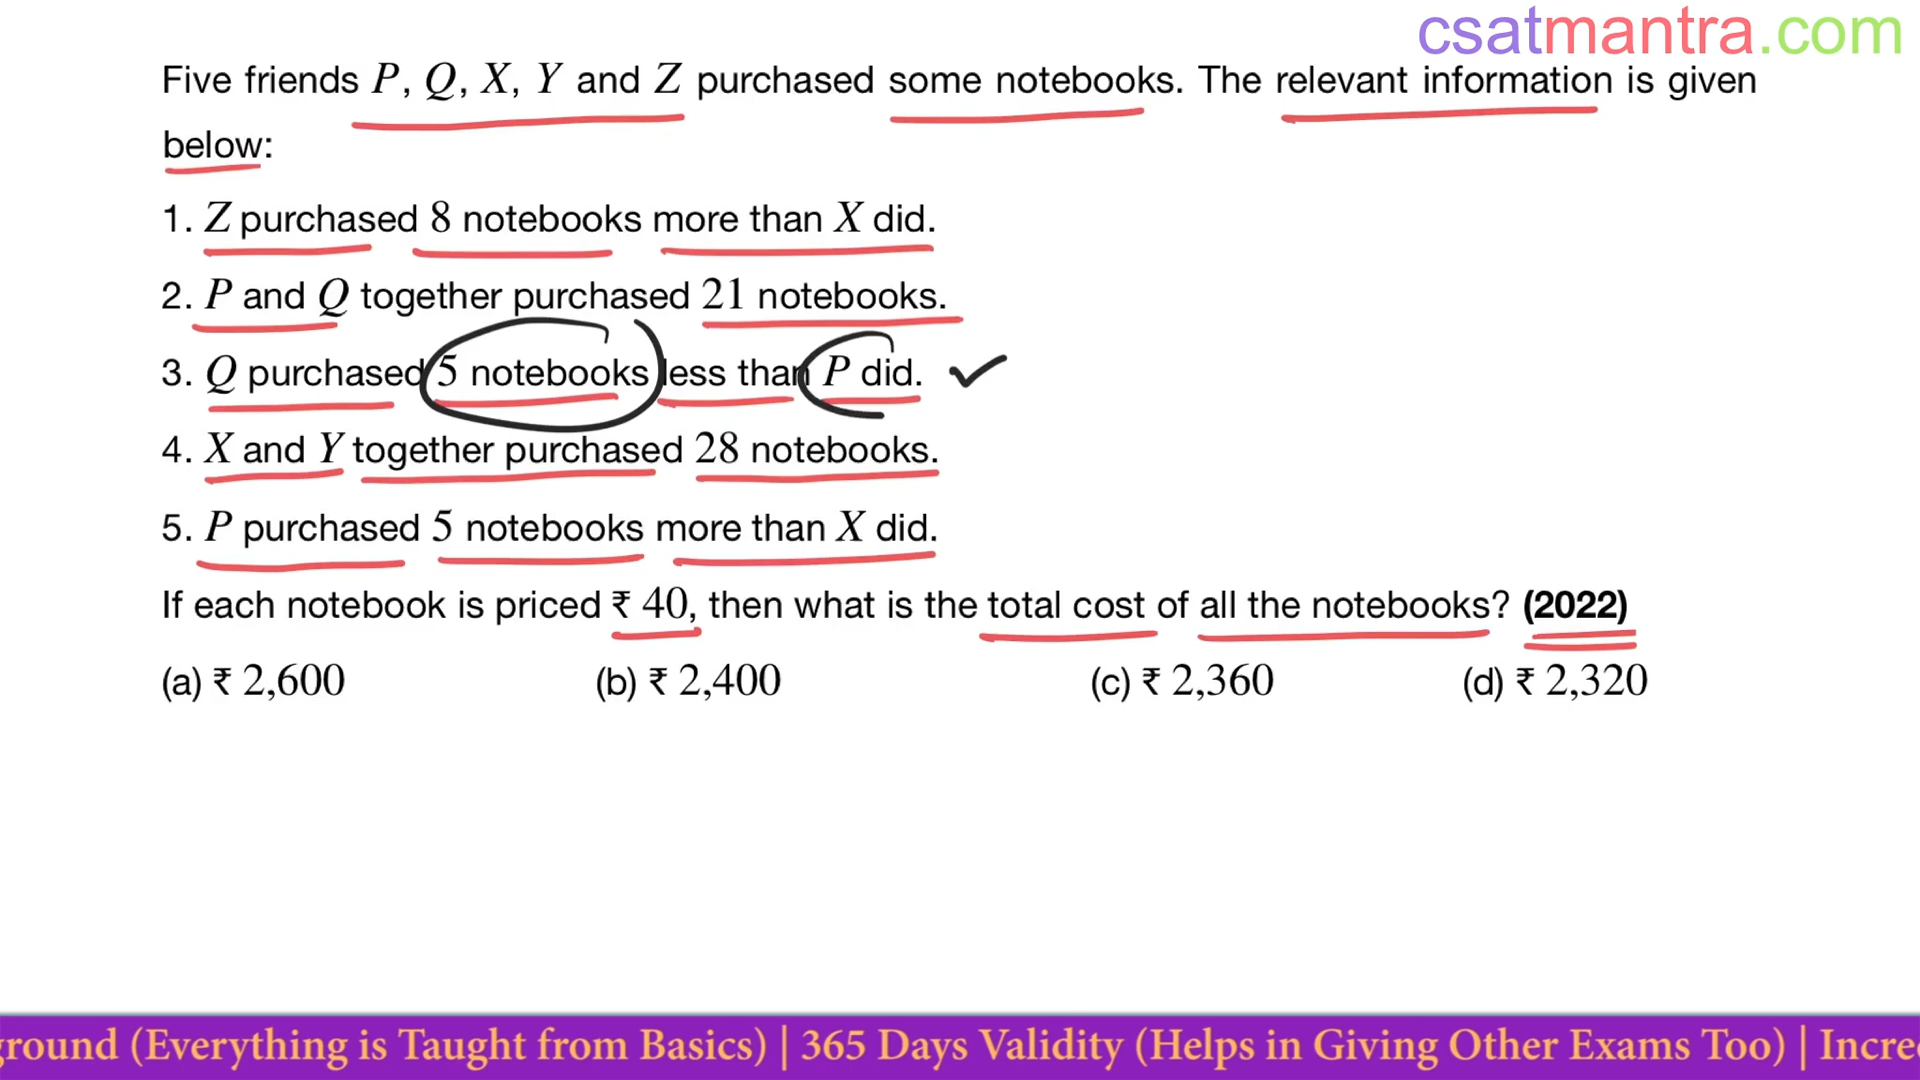 csatmantra.com
Five friends P, Q, X, Y and Z purchased some notebooks. The relevant information is given
below:
1. Z purchased 8 notebooks more than X did.
2. P and Q together purchased 21 notebooks.
3. Q purchased 5 notebooks less than P did.
4. X and Y together purchased 28 notebooks.
5. P purchased 5 notebooks more than X did.
If each notebook is priced ₹ 40, then what is the total cost of all the notebooks? (2022)
(a) ₹ 2,600 (b) ₹ 2,400 (c) ₹ 2,360 (d) ₹ 2,320
ground (Everything is Taught from Basics) | 365 Days Validity (Helps in Giving Other Exams Too) | Incre